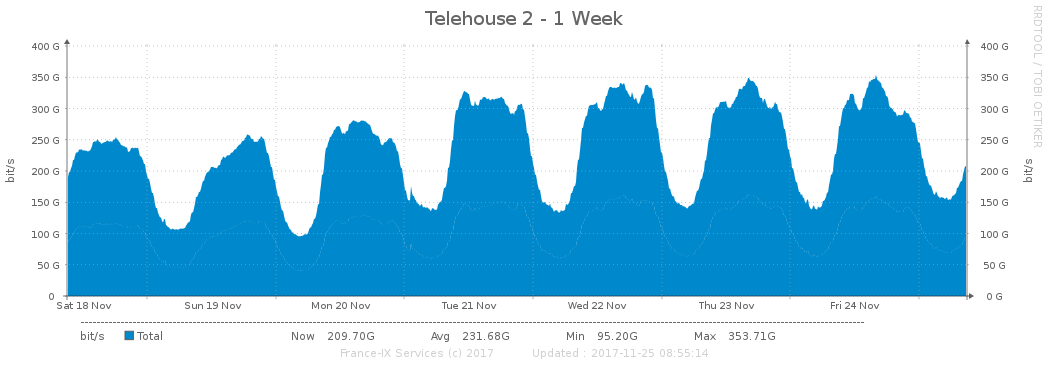 Telehouse 2 - 1 Week
RRDTOOL / TOBI OETIKER
400 G 400 G
350 G 350 G
300 G 300 G
250 G 250 G
200 G 200 G
150 G 150 G
100 G 100 G
50 G 50 G
0 0 G
bit/s bit/s
Sat 18 Nov Sun 19 Nov Mon 20 Nov Tue 21 Nov Wed 22 Nov Thu 23 Nov Fri 24 Nov
bit/s Total Now 209.70G Avg 231.68G Min 95.20G Max 353.71G
France-IX Services (c) 2017 Updated : 2017-11-25 08:55:14